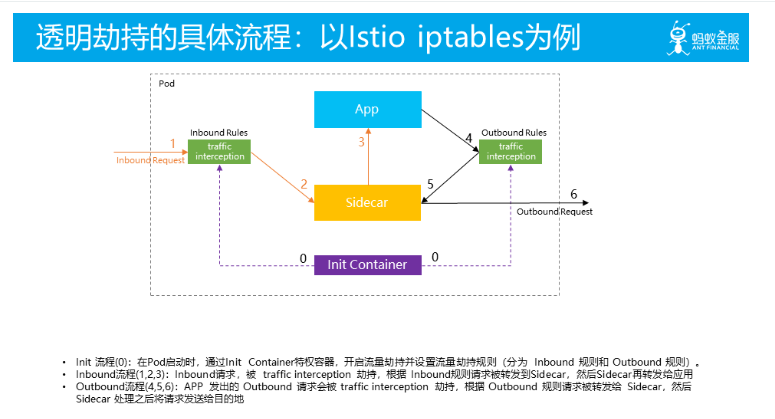 透明劫持的具体流程：以Istio iptables为例
蚂蚁金服
ANT FINANCIAL
Pod
App
Inbound Rules
traffic
interception
Outbound Rules
traffic
interception
1
Inbound Request
2
3
4
5
6
Outbound Request
Sidecar
0
Init Container
0
• Init 流程(0)：在Pod启动时，通过Init Container特权容器，开启流量劫持并设置流量劫持规则（分为 Inbound 规则和 Outbound 规则）。
• Inbound流程(1,2,3)：Inbound请求，被 traffic interception 劫持，根据 Inbound规则请求被转发到Sidecar，然后Sidecar再转发给应用
• Outbound流程(4,5,6)：APP 发出的 Outbound 请求会被 traffic interception 劫持，根据 Outbound 规则请求被转发给 Sidecar，然后
Sidecar 处理之后将请求发送给目的地